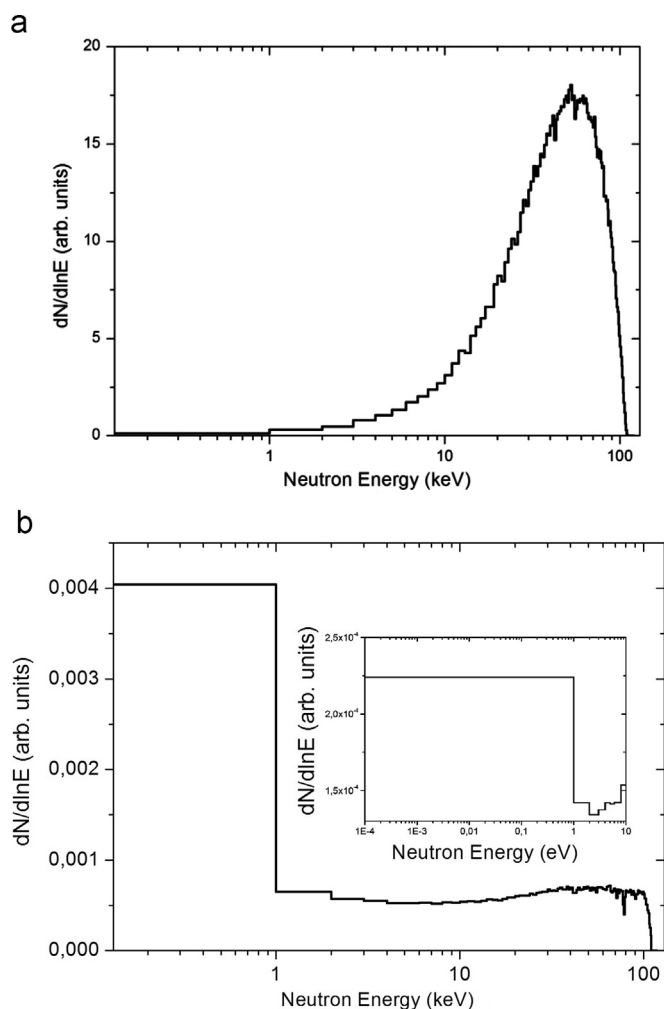 a
20
15
10
5
0
dN/dlnE (arb. units)
1 10 100
Neutron Energy (keV)
b
0,004
0,003
0,002
0,001
0,000
dN/dlnE (arb. units)
2,5x10⁻⁴
2,0x10⁻⁴
1,5x10⁻⁴
dN/dlnE (arb. units)
1E-4 1E-3 0,01 0,1 1 10
Neutron Energy (eV)
1 10 100
Neutron Energy (keV)